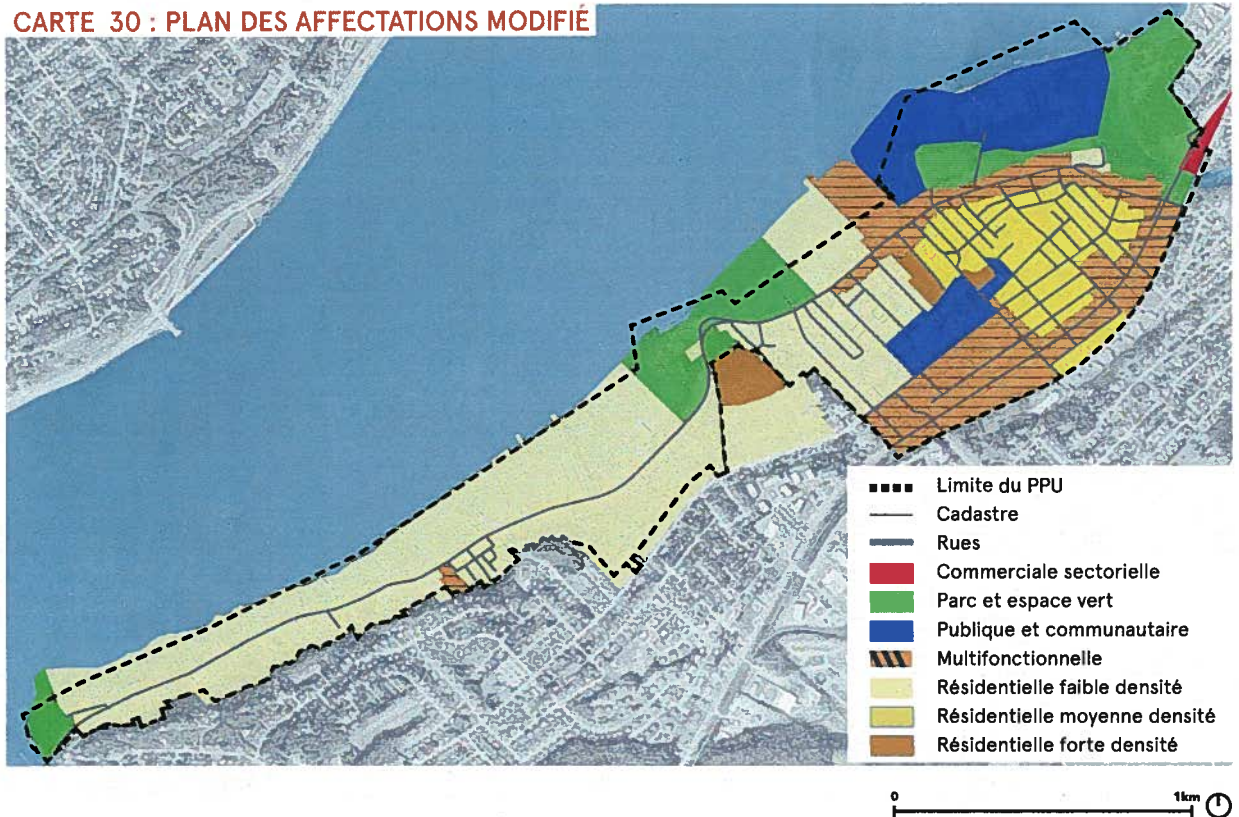 CARTE 30 : PLAN DES AFFECTATIONS MODIFIÉ
Limite du PPU
Cadastre
Rues
Commerciale sectorielle
Parc et espace vert
Publique et communautaire
Multifonctionnelle
Résidentielle faible densité
Résidentielle moyenne densité
Résidentielle forte densité
0 1km